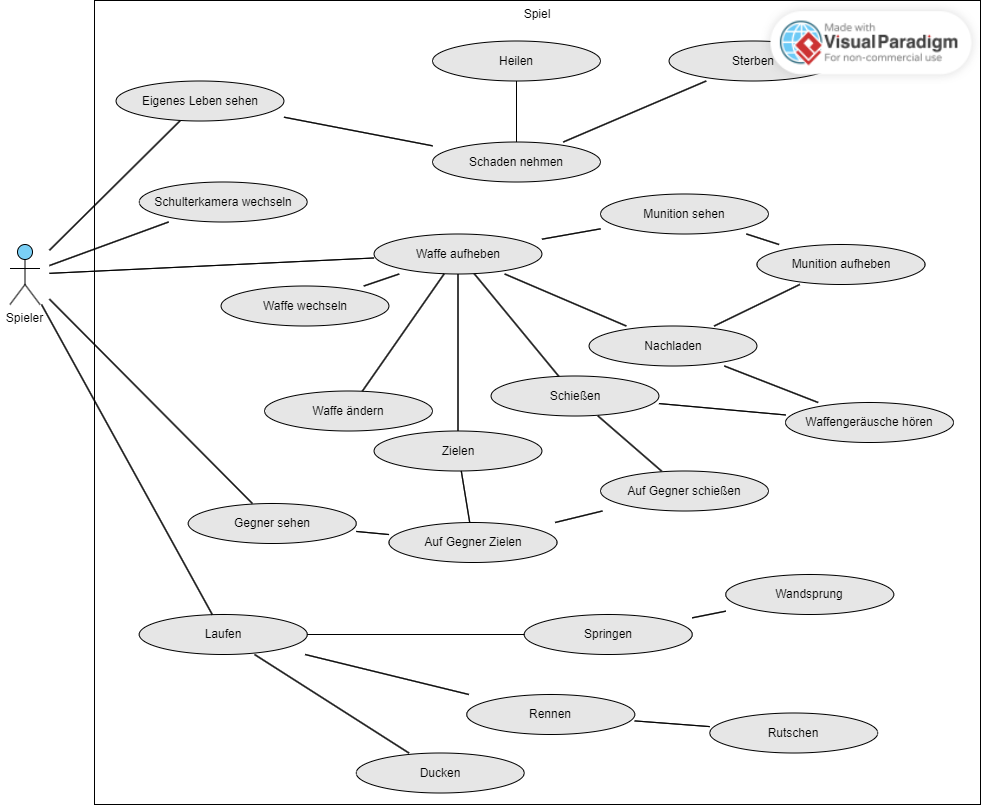 Spiel
Made with
Visual Paradigm
For non-commercial use
Heilen
Sterben
Eigenes Leben sehen
Schaden nehmen
Schulterkamera wechseln
Munition sehen
Waffe aufheben
Munition aufheben
Spieler
Waffe wechseln
Nachladen
Schießen
Waffe ändern
Waffengeräusche hören
Zielen
Auf Gegner schießen
Gegner sehen
Auf Gegner Zielen
Wandsprung
Laufen
Springen
Rennen
Rutschen
Ducken